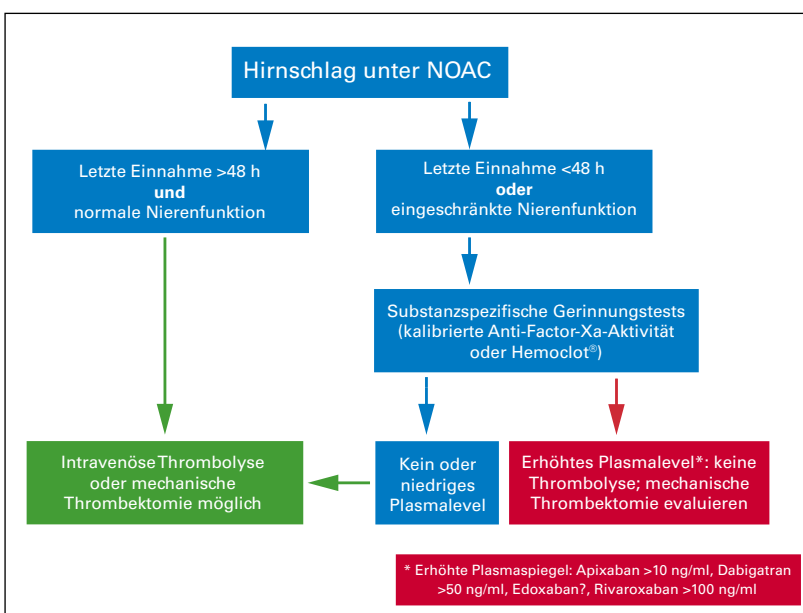 Hirnschlag unter NOAC
Letzte Einnahme >48 h
und
normale Nierenfunktion
Letzte Einnahme <48 h
oder
eingeschränkte Nierenfunktion
Substanzspezifische Gerinnungstests
(kalibrierte Anti-Factor-Xa-Aktivität
oder Hemoclot®)
Intravenöse Thrombolyse
oder mechanische
Thrombektomie möglich
Kein oder
niedriges
Plasmalevel
Erhöhtes Plasmalevel*: keine
Thrombolyse; mechanische
Thrombektomie evaluieren
* Erhöhte Plasmaspiegel: Apixaban >10 ng/ml, Dabigatran
>50 ng/ml, Edoxaban?, Rivaroxaban >100 ng/ml